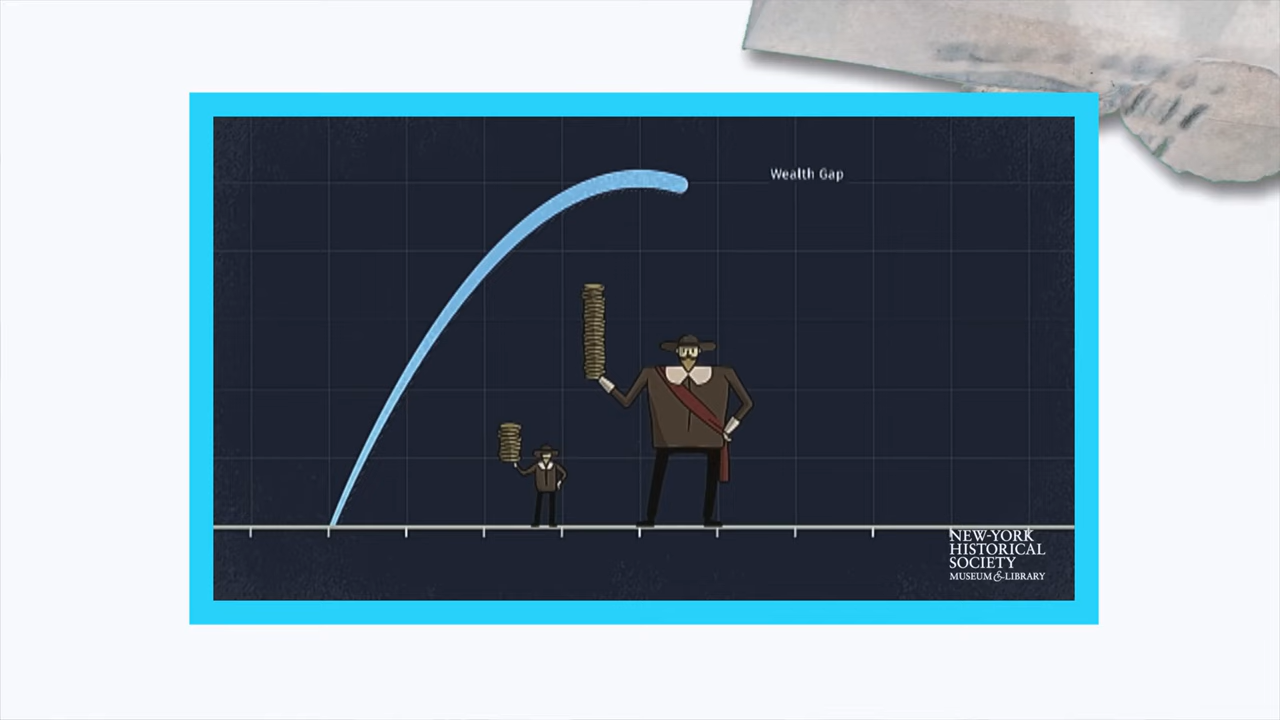 Wealth Gap
NEW-YORK
HISTORICAL
SOCIETY
MUSEUM & LIBRARY